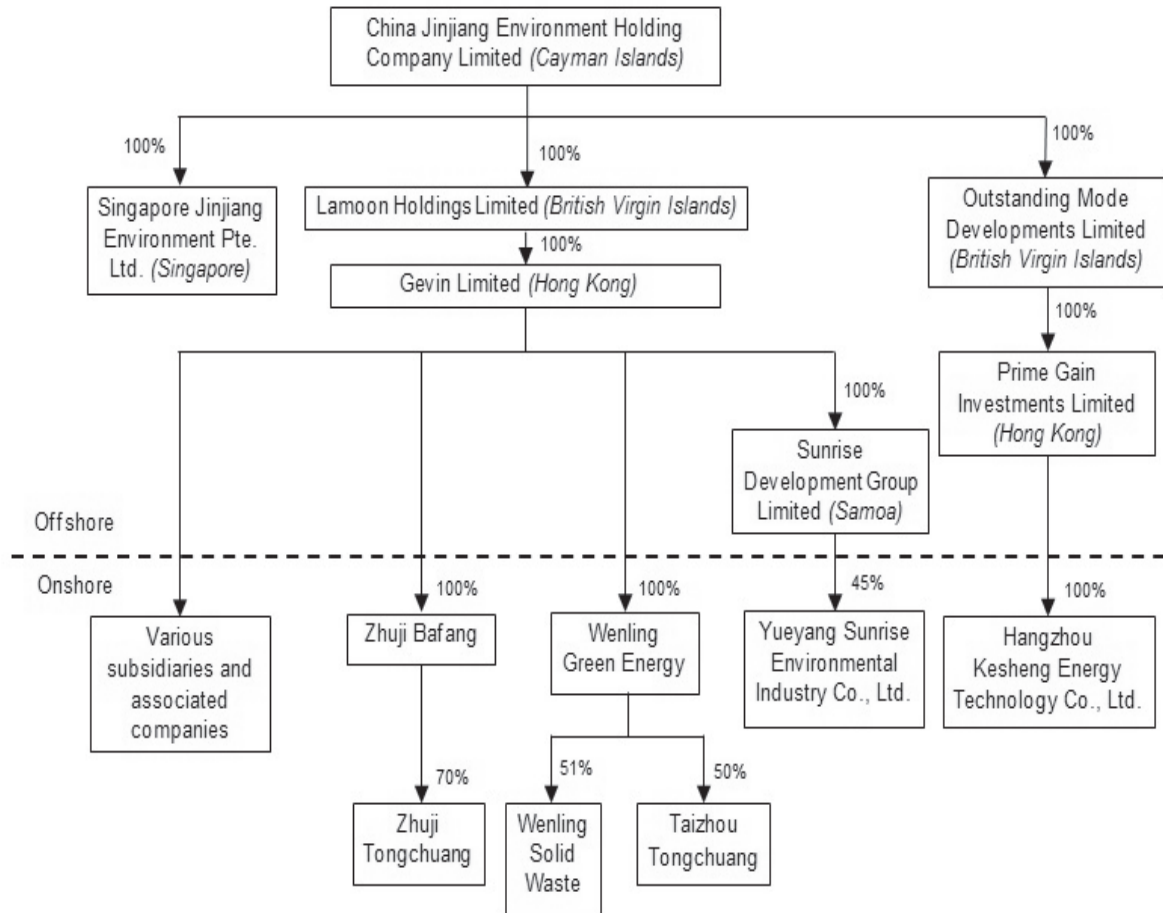 China Jinjiang Environment Holding
Company Limited (Cayman Islands)
100%
100%
100%
Singapore Jinjiang
Environment Pte.
Ltd. (Singapore)
Lamoon Holdings Limited (British Virgin Islands)
Outstanding Mode
Developments Limited
(British Virgin Islands)
100%
Gevin Limited (Hong Kong)
100%
Prime Gain
Investments Limited
(Hong Kong)
100%
Sunrise
Development Group
Limited (Samoa)
Offshore
Onshore
100%
100%
45%
100%
Various
subsidiaries and
associated
companies
Zhuji Bafang
Wenling
Green Energy
Yueyang Sunrise
Environmental
Industry Co., Ltd.
Hangzhou
Kesheng Energy
Technology Co., Ltd.
70%
51%
50%
Zhuji
Tongchuang
Wenling
Solid
Waste
Taizhou
Tongchuang